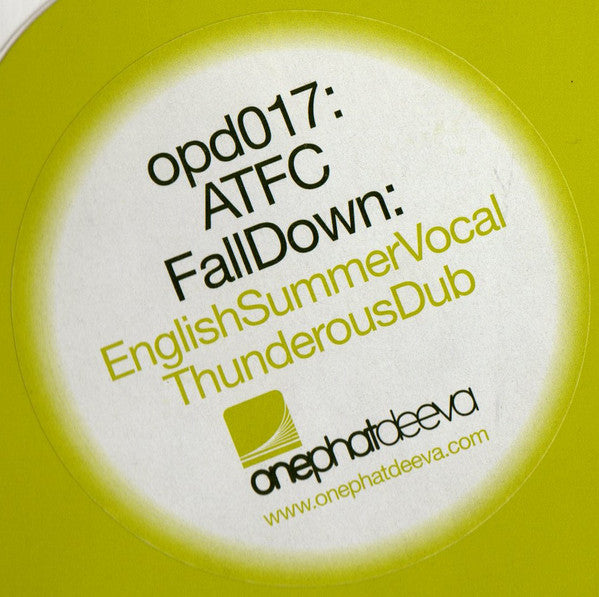 opd017:
ATFC
FallDown:
EnglishSummerVocal
ThunderousDub
onephatdeeva
www.onephatdeeva.com